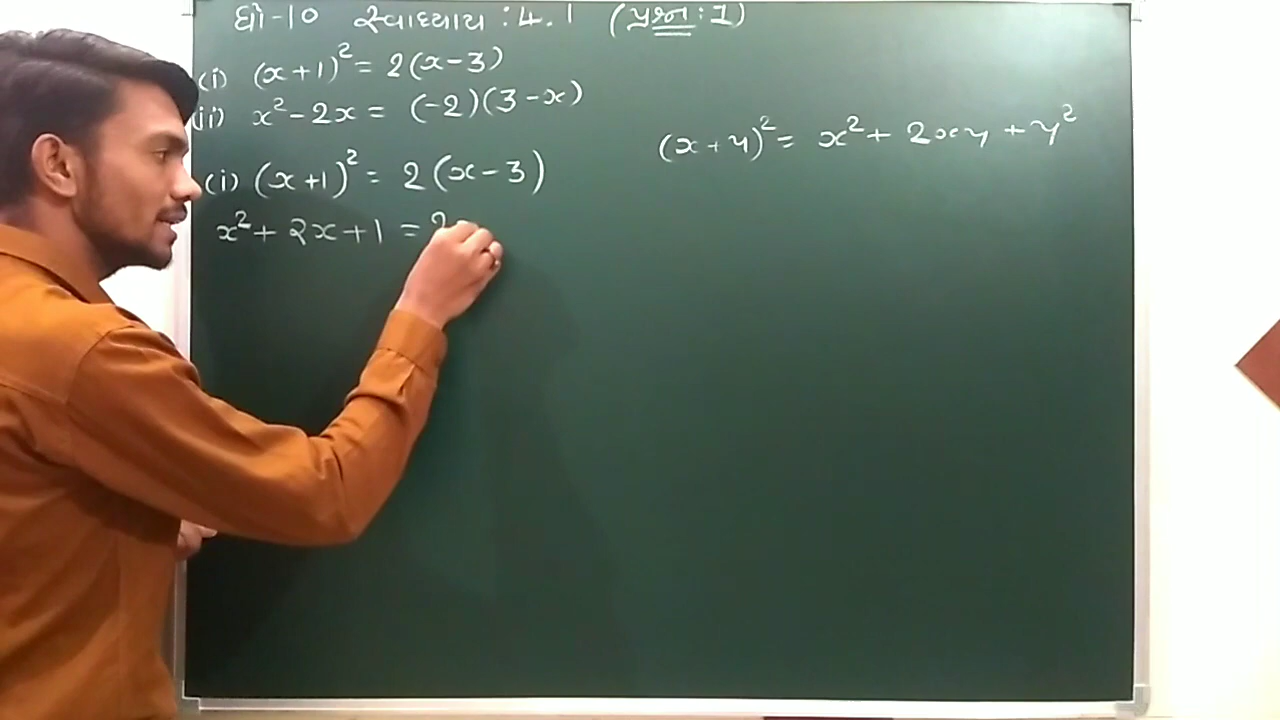 ધો-10 સ્વાધ્યાય : 4.1 (પ્રશ્ન : 1)
(i) (x+1)² = 2(x-3)
(ii) x²-2x = (-2)(3-x)
(x+y)² = x² + 2xy + y²
(i) (x+1)² = 2(x-3)
x² + 2x + 1 = 2